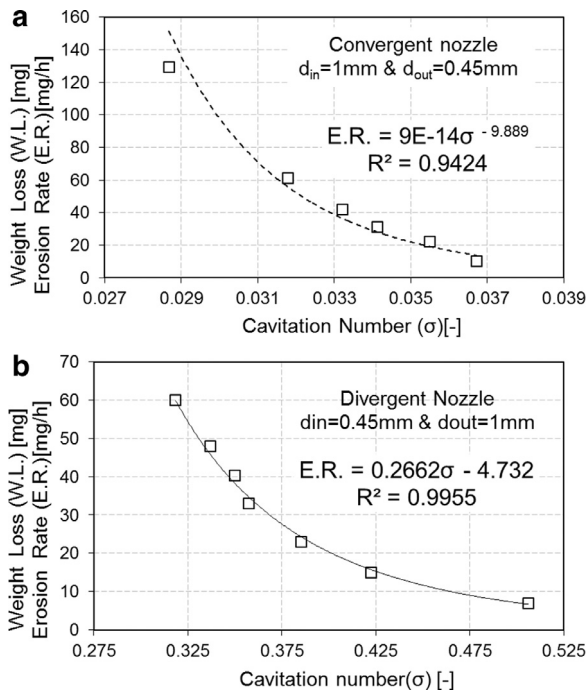 a
Weight Loss (W.L.) [mg]
Erosion Rate (E.R.)[mg/h]
160
140
120
100
80
60
40
20
0
Convergent nozzle
d_in=1mm & d_out=0.45mm
E.R. = 9E-14σ ^- 9.889
R² = 0.9424
0.027 0.029 0.031 0.033 0.035 0.037 0.039
Cavitation Number (σ)[-]
b
Weight Loss (W.L.) [mg]
Erosion Rate (E.R.)[mg/h]
70
60
50
40
30
20
10
0
Divergent Nozzle
din=0.45mm & dout=1mm
E.R. = 0.2662σ - 4.732
R² = 0.9955
0.275 0.325 0.375 0.425 0.475 0.525
Cavitation number(σ) [-]